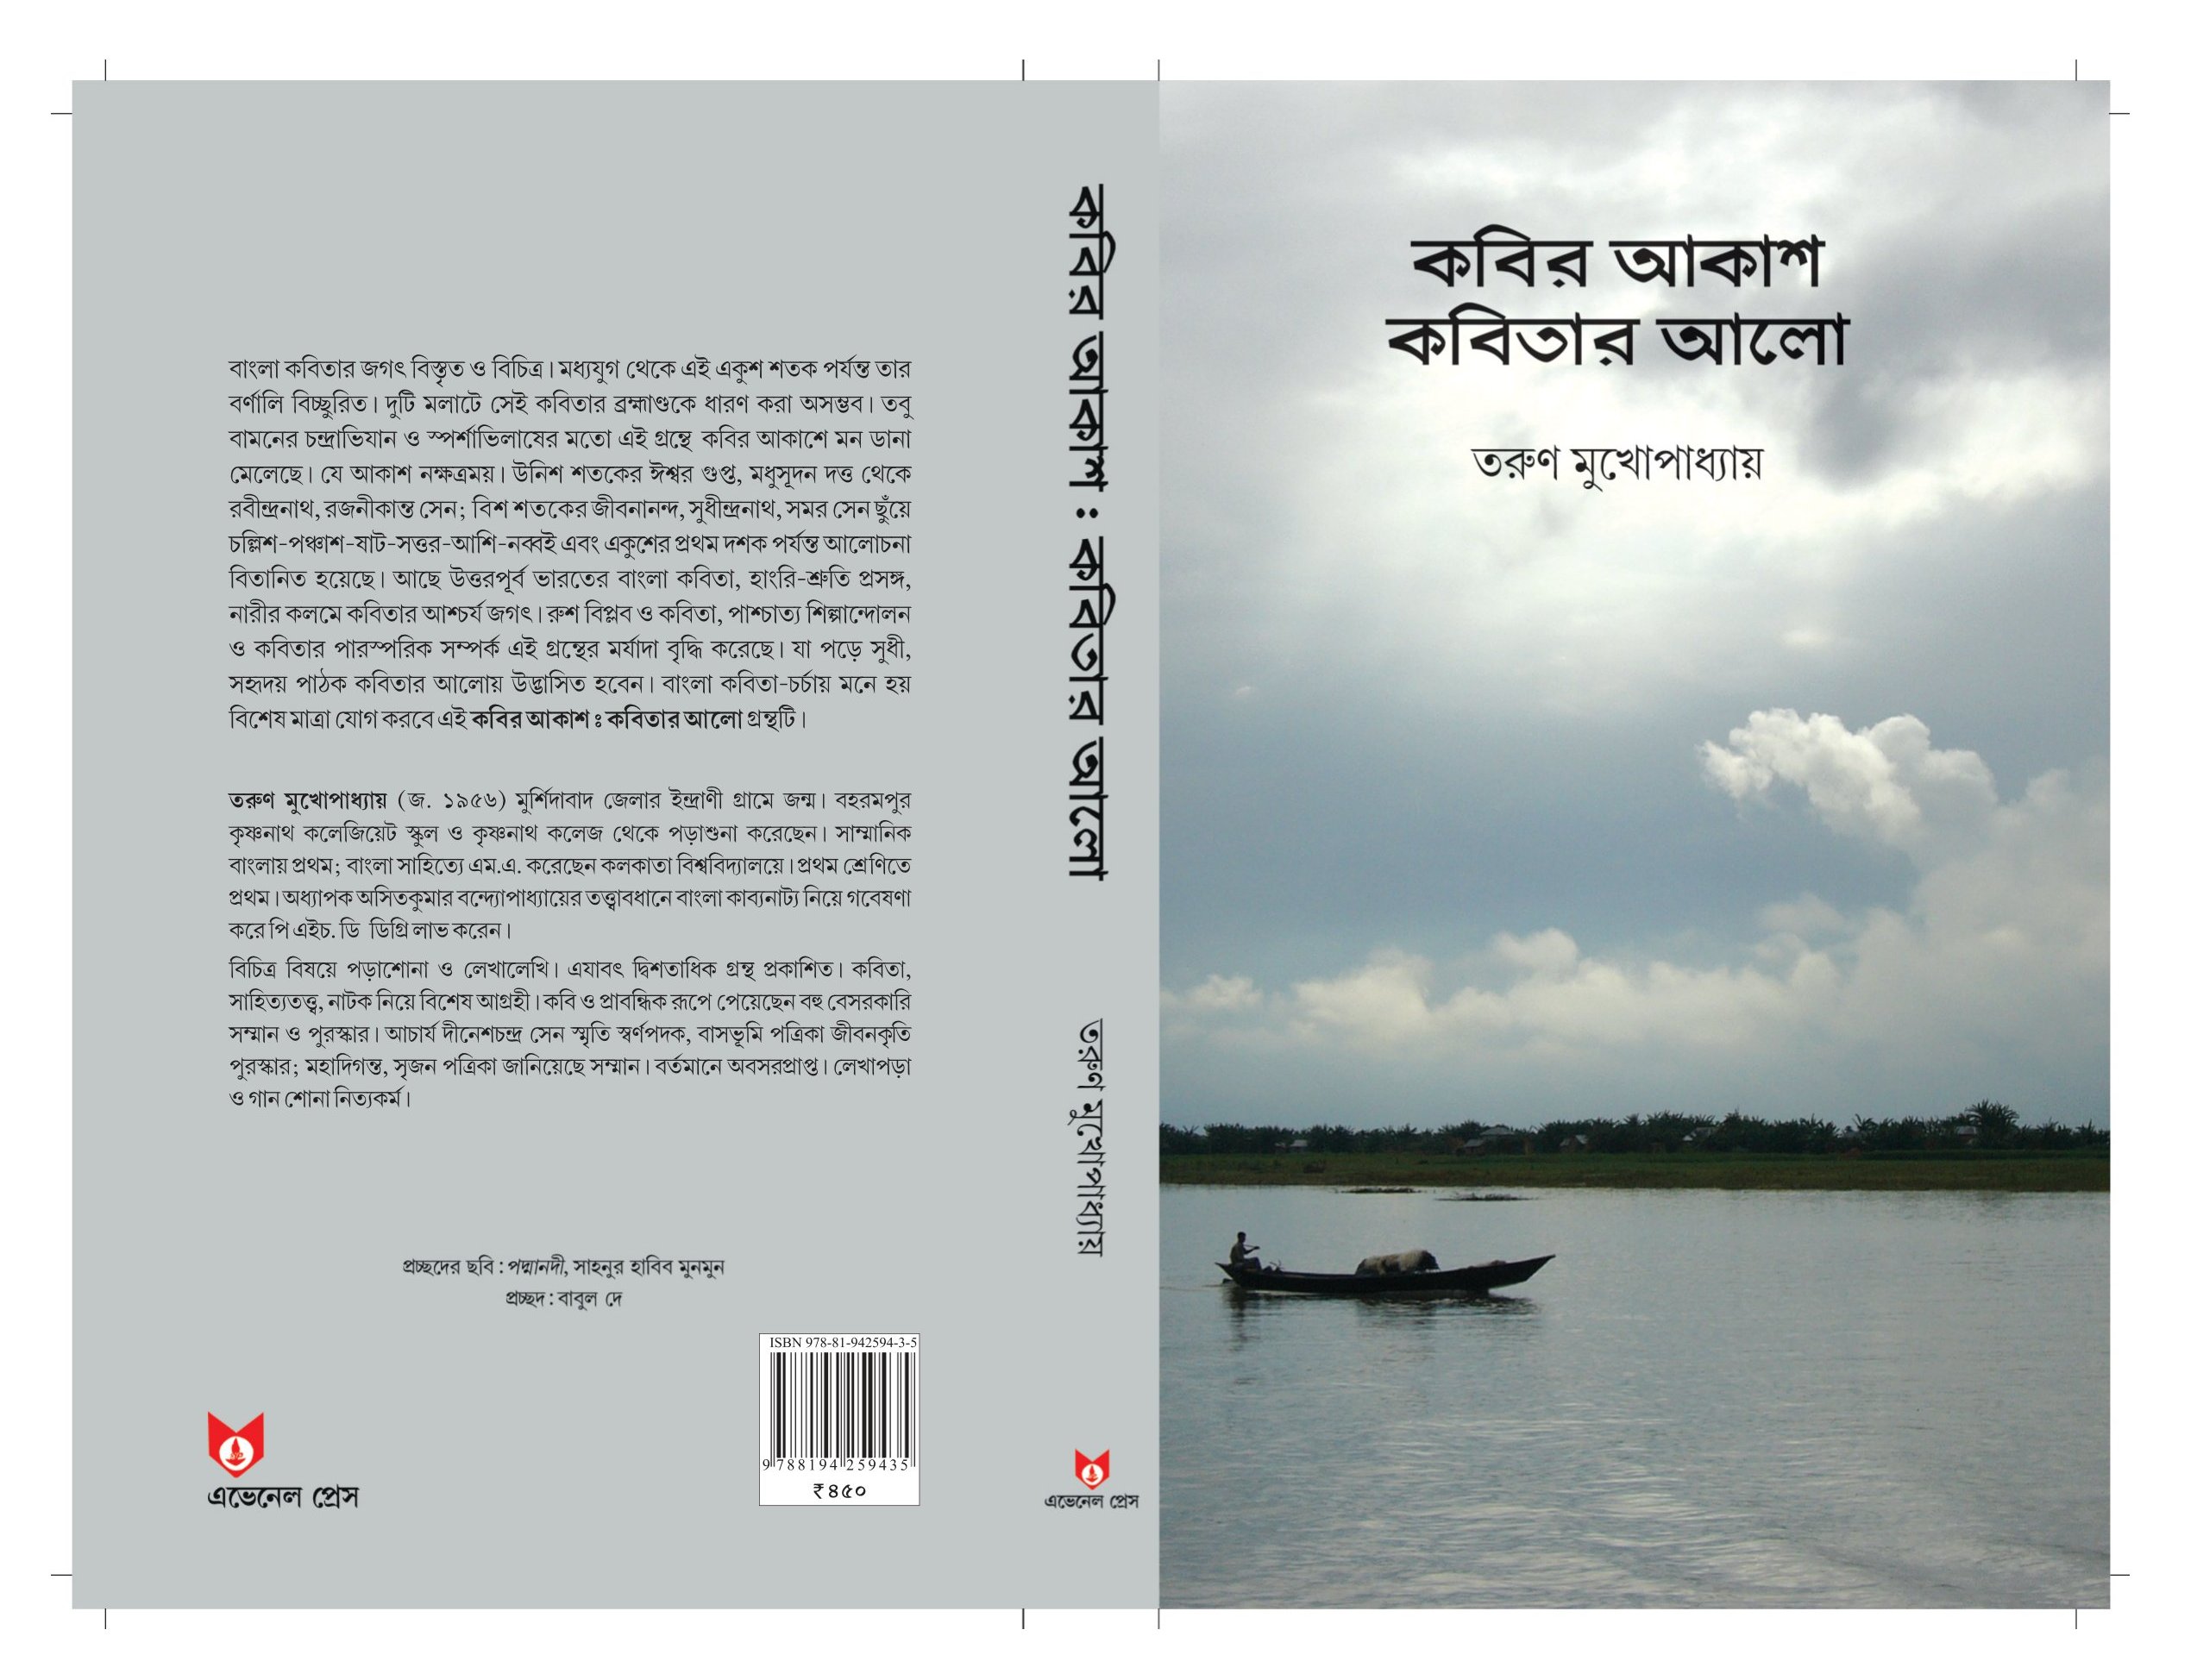 বাংলা কবিতার জগৎ বিস্তৃত ও বিচিত্র। মধ্যযুগ থেকে এই একুশ শতক পর্যন্ত তার
বর্ণালি বিচ্ছুরিত। দুটি মলাটে সেই কবিতার ব্রহ্মাণ্ডকে ধারণ করা অসম্ভব। তবু
বামনের চন্দ্রাভিযান ও স্পর্শাভিলাষের মতো এই গ্রন্থে কবির আকাশে মন ডানা
মেলেছে। যে আকাশ নক্ষত্রময়। উনিশ শতকের ঈশ্বর গুপ্ত, মধুসূদন দত্ত থেকে
রবীন্দ্রনাথ, রজনীকান্ত সেন; বিশ শতকের জীবনানন্দ, সুধীন্দ্রনাথ, সমর সেন ছুঁয়ে
চল্লিশ-পঞ্চাশ-ষাট-সত্তর-আশি-নব্বই এবং একুশের প্রথম দশক পর্যন্ত আলোচনা
বিতানিত হয়েছে। আছে উত্তরপূর্ব ভারতের বাংলা কবিতা, হাংরি-শ্রুতি প্রসঙ্গ,
নারীর কলমে কবিতার আশ্চর্য জগৎ। রুশ বিপ্লব ও কবিতা, পাশ্চাত্য শিল্পান্দোলন
ও কবিতার পারস্পরিক সম্পর্ক এই গ্রন্থের মর্যাদা বৃদ্ধি করেছে। যা পড়ে সুধী,
সহৃদয় পাঠক কবিতার আলোয় উদ্ভাসিত হবেন। বাংলা কবিতা-চর্চায় মনে হয়
বিশেষ মাত্রা যোগ করবে এই কবির আকাশ ঃ কবিতার আলো গ্রন্থটি।
তরুণ মুখোপাধ্যায় (জ. ১৯৫৬) মুর্শিদাবাদ জেলার ইন্দ্রাণী গ্রামে জন্ম। বহরমপুর
কৃষ্ণনাথ কলেজিয়েট স্কুল ও কৃষ্ণনাথ কলেজ থেকে পড়াশুনা করেছেন। সাম্মানিক
বাংলায় প্রথম; বাংলা সাহিত্যে এম.এ. করেছেন কলকাতা বিশ্ববিদ্যালয়ে। প্রথম শ্রেণিতে
প্রথম। অধ্যাপক অসিতকুমার বন্দ্যোপাধ্যায়ের তত্ত্বাবধানে বাংলা কাব্যনাট্য নিয়ে গবেষণা
করে পি এইচ. ডি ডিগ্রি লাভ করেন।
বিচিত্র বিষয়ে পড়াশোনা ও লেখালেখি। এযাবৎ দ্বিশতাধিক গ্রন্থ প্রকাশিত। কবিতা,
সাহিত্যতত্ত্ব, নাটক নিয়ে বিশেষ আগ্রহী। কবি ও প্রাবন্ধিক রূপে পেয়েছেন বহু বেসরকারি
সম্মান ও পুরস্কার। আচার্য দীনেশচন্দ্র সেন স্মৃতি স্বর্ণপদক, বাসভূমি পত্রিকা জীবনকৃতি
পুরস্কার; মহাদিগন্ত, সৃজন পত্রিকা জানিয়েছে সম্মান। বর্তমানে অবসরপ্রাপ্ত। লেখাপড়া
ও গান শোনা নিত্যকর্ম।
প্রচ্ছদের ছবি : পদ্মানদী, সাহনুর হাবিব মুনমুন
প্রচ্ছদ : বাবুল দে
ISBN 978-81-942594-3-5
9 788194 259435
₹ ৪৫০
এভেনেল প্রেস
কবির আকাশ : কবিতার আলো
তরুণ মুখোপাধ্যায়
এভেনেল প্রেস
কবির আকাশ
কবিতার আলো
তরুণ মুখোপাধ্যায়